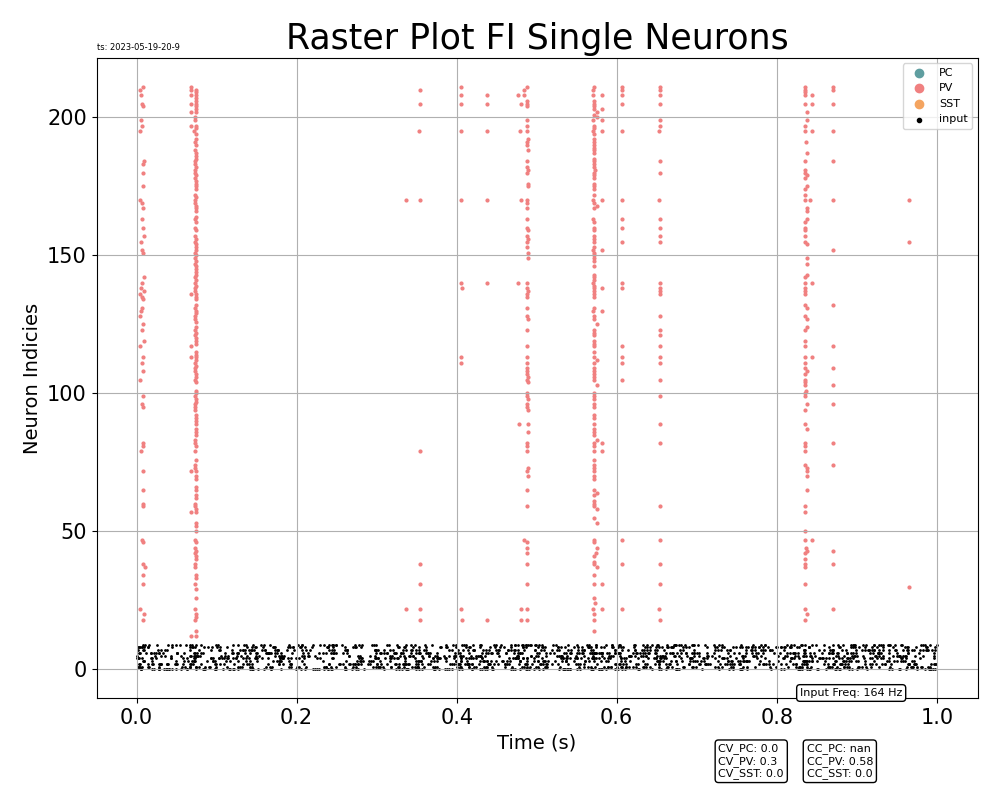 Raster Plot FI Single Neurons
ts: 2023-05-19-20-9
PC
PV
SST
input
200
150
100
50
0
Neuron Indicies
0.0 0.2 0.4 0.6 0.8 1.0
Time (s)
Input Freq: 164 Hz
CV_PC: 0.0
CV_PV: 0.3
CV_SST: 0.0
CC_PC: nan
CC_PV: 0.58
CC_SST: 0.0